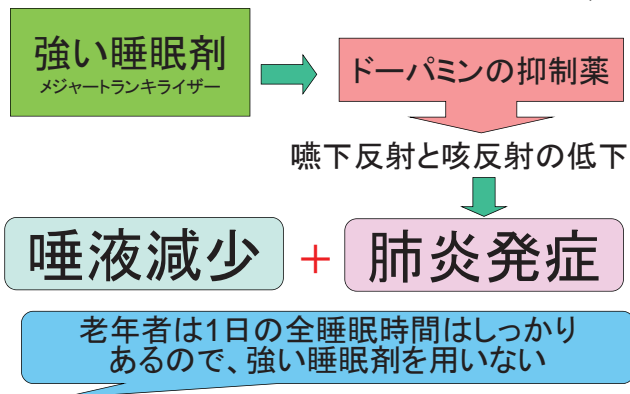 強い睡眠剤
メジャートランキライザー
ドーパミンの抑制薬
嚥下反射と咳反射の低下
唾液減少
+
肺炎発症
老年者は1日の全睡眠時間はしっかり
あるので、強い睡眠剤を用いない